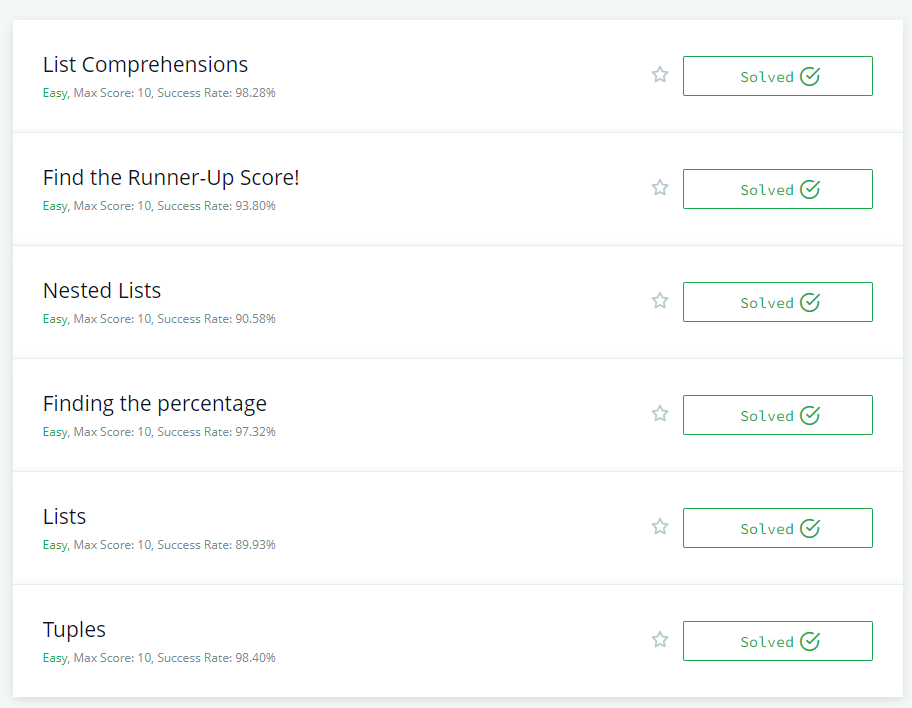 List Comprehensions
Easy, Max Score: 10, Success Rate: 98.28%
Solved
Find the Runner-Up Score!
Easy, Max Score: 10, Success Rate: 93.80%
Solved
Nested Lists
Easy, Max Score: 10, Success Rate: 90.58%
Solved
Finding the percentage
Easy, Max Score: 10, Success Rate: 97.32%
Solved
Lists
Easy, Max Score: 10, Success Rate: 89.93%
Solved
Tuples
Easy, Max Score: 10, Success Rate: 98.40%
Solved